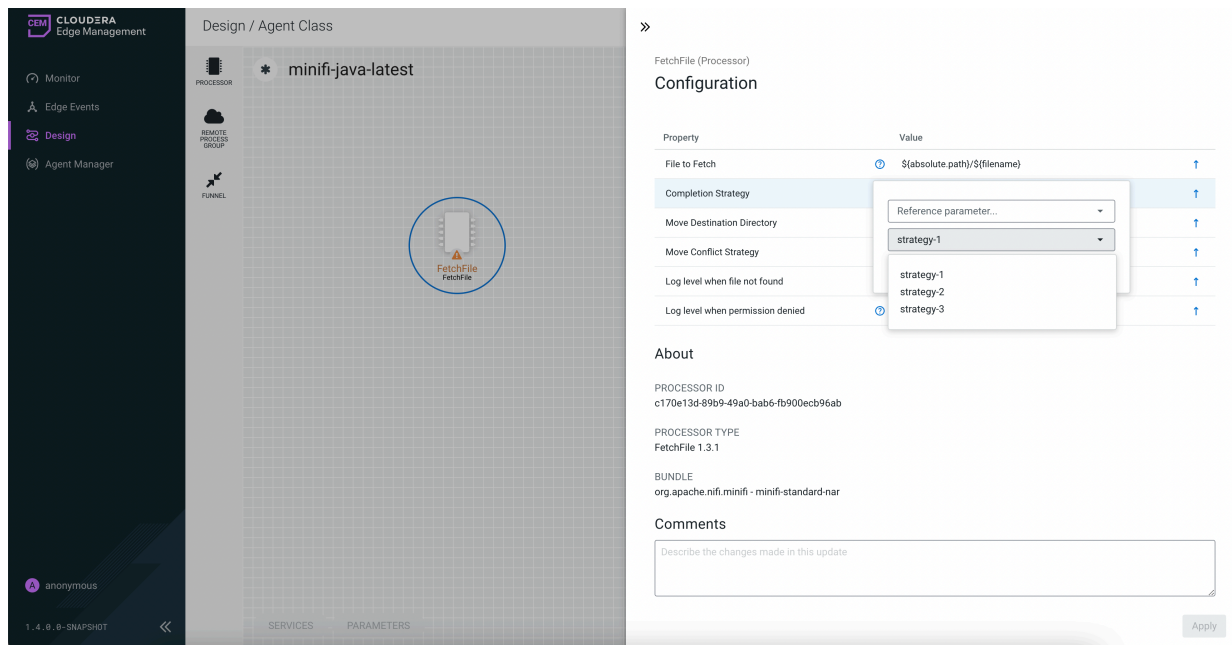 CEM
CLOUDERA
Edge Management
Monitor
Edge Events
Design
Agent Manager
A
anonymous
1.4.0.0-SNAPSHOT
Design / Agent Class
PROCESSOR
REMOTE
PROCESS
GROUP
FUNNEL
minifi-java-latest
FetchFile
FetchFile
SERVICES
PARAMETERS
FetchFile (Processor)
Configuration
Property
Value
File to Fetch
${absolute.path}/${filename}
Completion Strategy
Move Destination Directory
Move Conflict Strategy
Log level when file not found
Log level when permission denied
Reference parameter...
strategy-1
strategy-1
strategy-2
strategy-3
About
PROCESSOR ID
c170e13d-89b9-49a0-bab6-fb900ecb96ab
PROCESSOR TYPE
FetchFile 1.3.1
BUNDLE
org.apache.nifi.minifi - minifi-standard-nar
Comments
Describe the changes made in this update
Apply